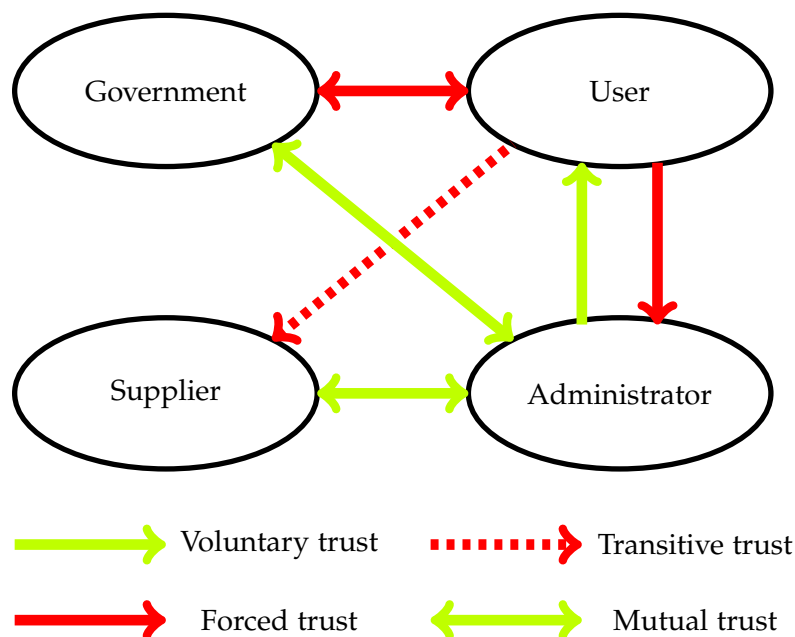 Government
User
Supplier
Administrator
Voluntary trust
Transitive trust
Forced trust
Mutual trust